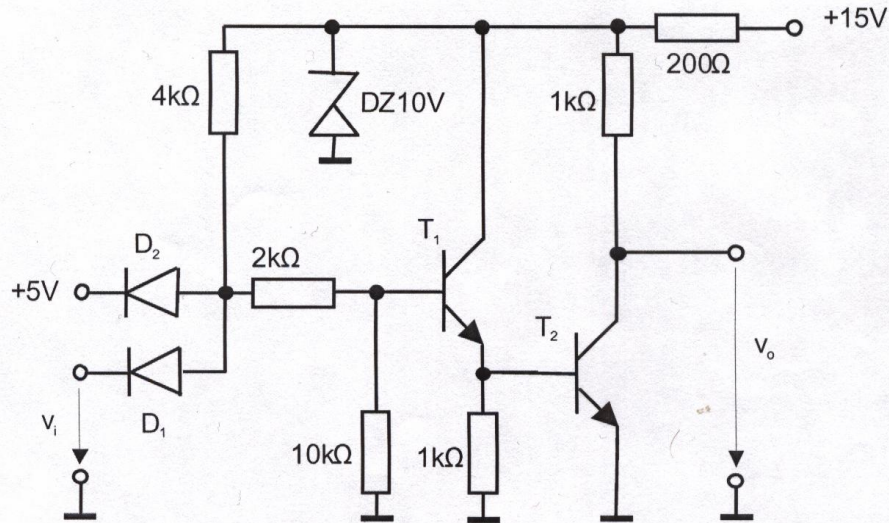 +15V
200Ω
4kΩ
DZ10V
1kΩ
D₂
2kΩ
T₁
+5V
T₂
D₁
vᵢ
vₒ
10kΩ
1kΩ